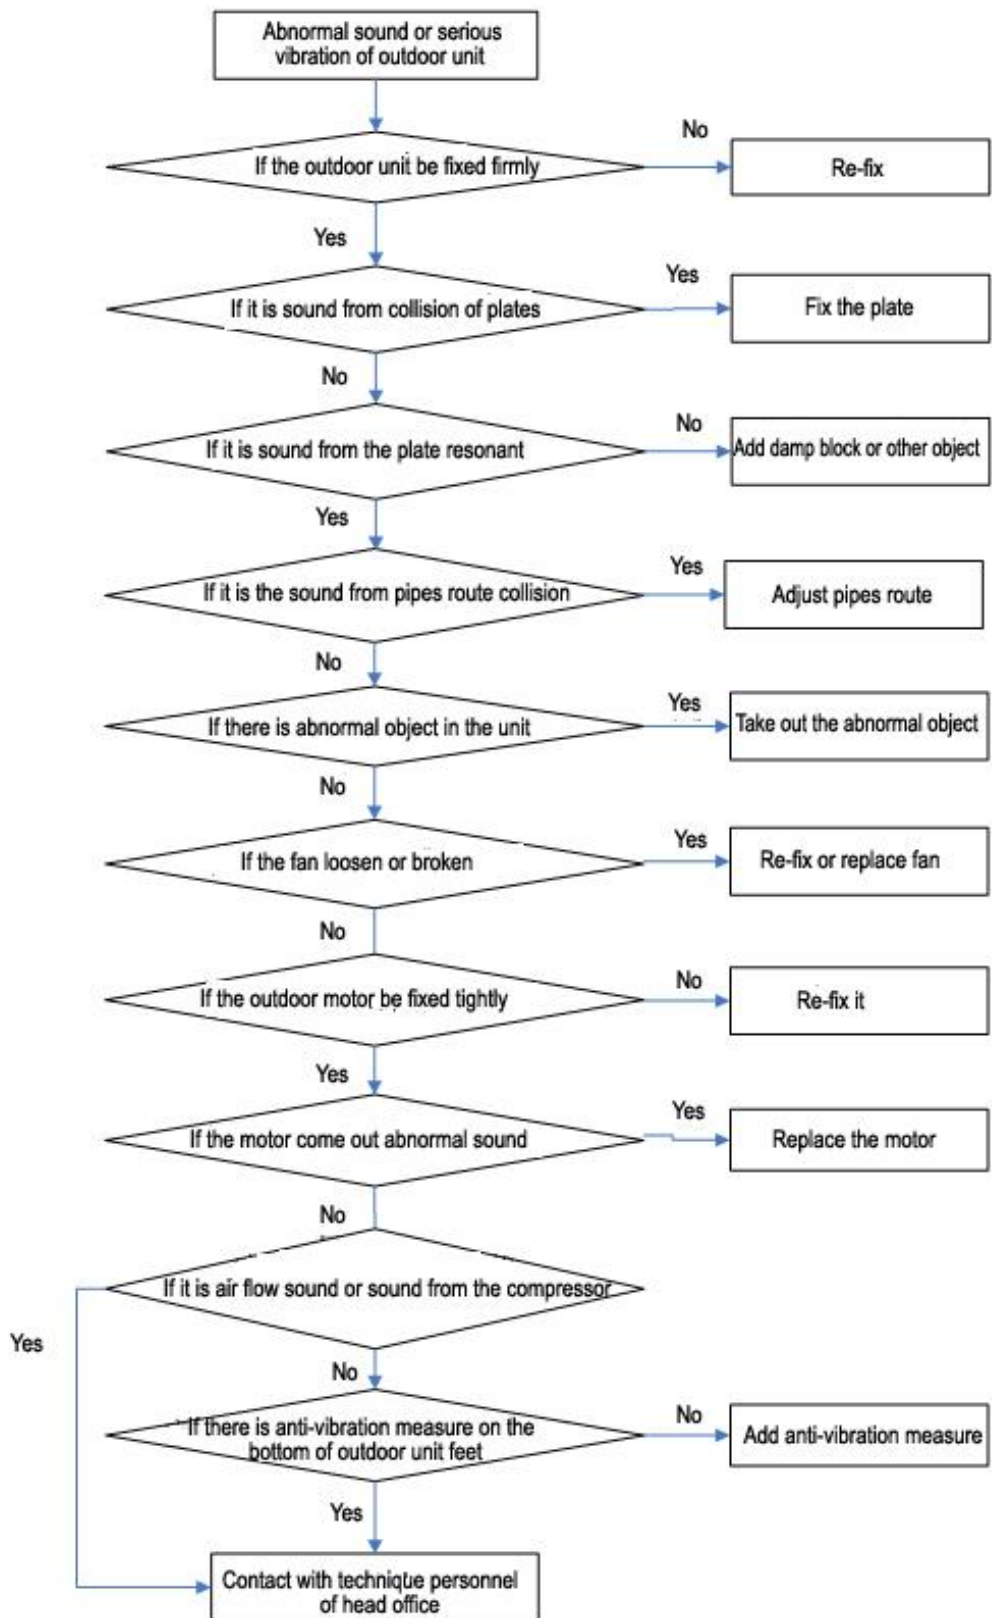 Abnormal sound or serious
vibration of outdoor unit
No
If the outdoor unit be fixed firmly
Re-fix
Yes
Yes
If it is sound from collision of plates
Fix the plate
No
No
If it is sound from the plate resonant
Add damp block or other object
Yes
Yes
If it is the sound from pipes route collision
Adjust pipes route
No
Yes
If there is abnormal object in the unit
Take out the abnormal object
No
Yes
If the fan loosen or broken
Re-fix or replace fan
No
No
If the outdoor motor be fixed tightly
Re-fix it
Yes
Yes
If the motor come out abnormal sound
Replace the motor
No
If it is air flow sound or sound from the compressor
Yes
No
No
If there is anti-vibration measure on the
bottom of outdoor unit feet
Add anti-vibration measure
Yes
Contact with technique personnel
of head office